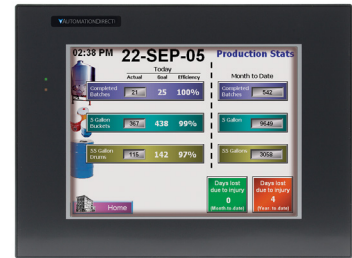 VAUTOMATIONDIRECT
02:38 PM 22-SEP-05 Production Stats
Today
Actual Goal Efficiency Month to Date
Completed Batches 21 25 100% Completed Batches 542
5 Gallon Buckets 367 438 99% 5 Gallon 9649
55 Gallon Drums 115 142 97% 55 Gallons 3058
Home
Days lost due to injury 0 (Month to date)
Days lost due to injury 4 (Year to date)